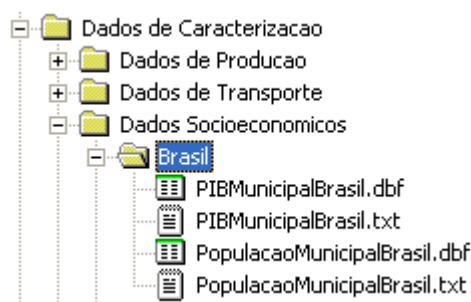 Dados de Caracterizacao
Dados de Producao
Dados de Transporte
Dados Socioeconomicos
Brasil
PIBMunicipalBrasil.dbf
PIBMunicipalBrasil.txt
PopulacaoMunicipalBrasil.dbf
PopulacaoMunicipalBrasil.txt